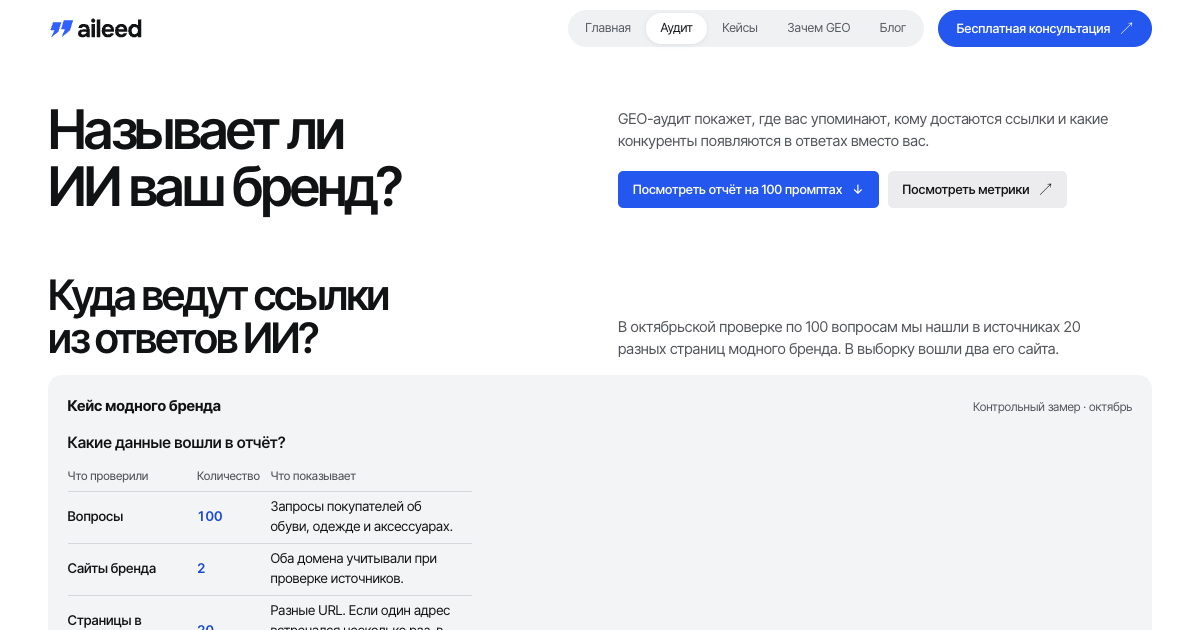 aileed
Главная Аудит Кейсы Зачем GEO Блог
Бесплатная консультация
Называет ли
ИИ ваш бренд?
GEO-аудит покажет, где вас упоминают, кому достаются ссылки и какие
конкуренты появляются в ответах вместо вас.
Посмотреть отчёт на 100 промптах ↓
Посмотреть метрики
Куда ведут ссылки
из ответов ИИ?
В октябрьской проверке по 100 вопросам мы нашли в источниках 20
разных страниц модного бренда. В выборку вошли два его сайта.
Кейс модного бренда
Контрольный замер · октябрь
Какие данные вошли в отчёт?
Что проверили Количество Что показывает
Вопросы 100 Запросы покупателей об
обуви, одежде и аксессуарах.
Сайты бренда 2 Оба домена учитывали при
проверке источников.
Страницы в 20 Разные URL. Если один адрес
встречался несколько раз, в